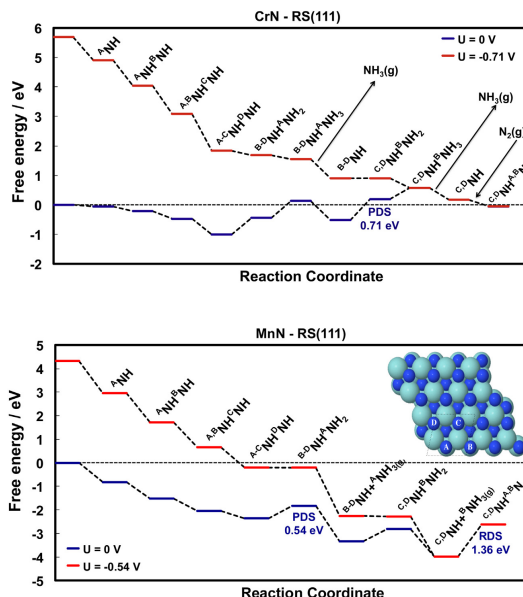 CrN - RS(111)
6
5
4
3
2
1
0
-1
-2
Free energy / eV
U = 0 V
U = -0.71 V
ᴬNH
ᴬNHᴮNH
ᴬ,ᴮNHᶜNH
ᴬ⁻ᶜNHᴰNH
ᴮ⁻ᴰNHᴬNH₂
ᴮ⁻ᴰNHᴬNH₃
NH₃(g)
ᴮ⁻ᴰNH
ᶜ,ᴰNHᴮNH₂
ᶜ,ᴰNHᴮNH₃
NH₃(g)
ᶜ,ᴰNH
N₂(g)
ᶜ,ᴰNHᴬ,ᴮN
PDS
0.71 eV
Reaction Coordinate
MnN - RS(111)
5
4
3
2
1
0
-1
-2
-3
-4
-5
Free energy / eV
ᴬNH
ᴬNHᴮNH
ᴬ,ᴮNHᶜNH
ᴬ⁻ᶜNHᴰNH
ᴮ⁻ᴰNHᴬNH₂
ᴮ⁻ᴰNH+ᴬNH₃₍g₎
ᶜ,ᴰNHᴮNH₂
ᶜ,ᴰNH+ᴮNH₃₍g₎
ᶜ,ᴰNHᴬ,ᴮN
D C
A B
PDS
0.54 eV
RDS
1.36 eV
U = 0 V
U = -0.54 V
Reaction Coordinate